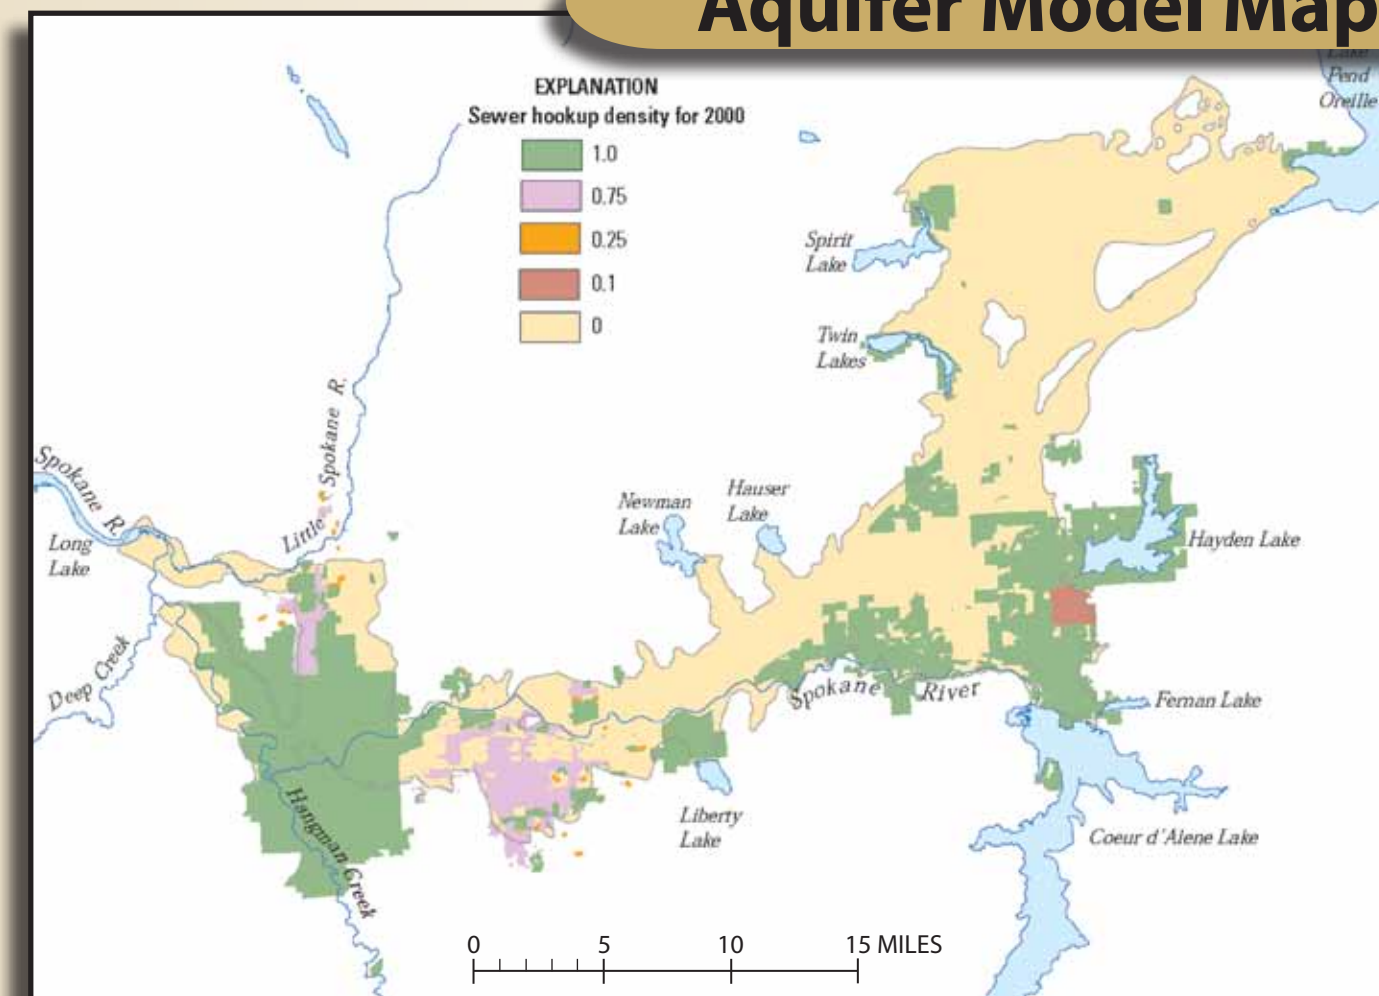 Aquifer Model Map
Lake
Pend
Oreille
EXPLANATION
Sewer hookup density for 2000
1.0
0.75
0.25
0.1
0
Spirit
Lake
Twin
Lakes
Little Spokane R.
Spokane R.
Long
Lake
Newman
Lake
Hauser
Lake
Hayden Lake
Deep Creek
Spokane River
Fernan Lake
Hangman Creek
Liberty
Lake
Coeur d'Alene Lake
0 5 10 15 MILES